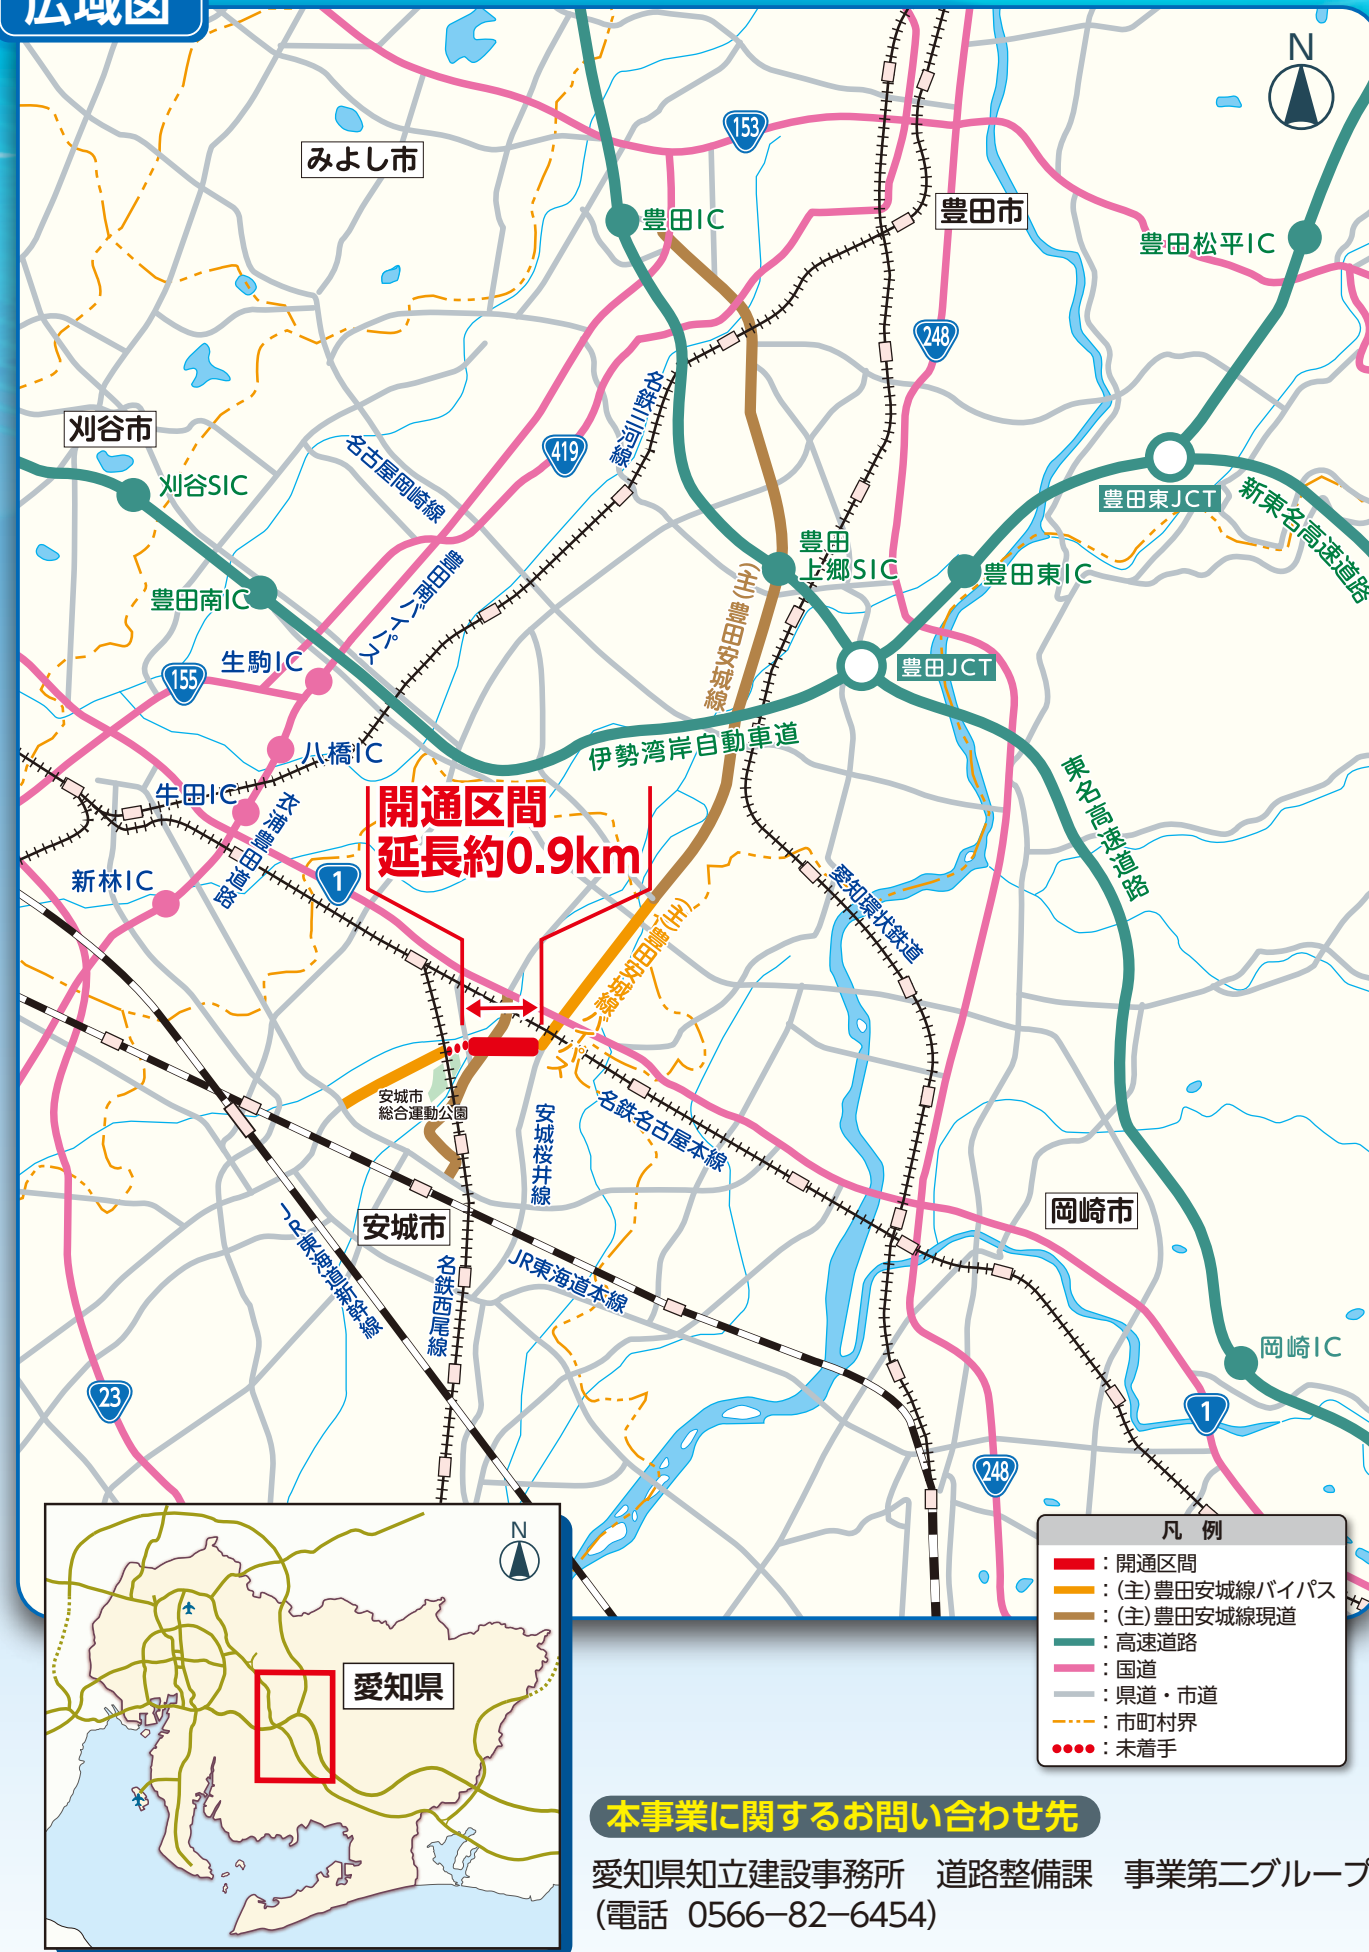 広域図
N
153
みよし市
豊田IC
豊田市
豊田松平IC
248
名鉄三河線
刈谷市
刈谷SIC
名古屋岡崎線
419
豊田東JCT
新東名高速道路
豊田
上郷SIC
豊田東IC
豊田南IC
豊田南バイパス
(主)豊田安城線
生駒IC
155
豊田JCT
伊勢湾岸自動車道
八橋IC
牛田IC
衣浦豊田道路
東名高速道路
開通区間
延長約0.9km
新林IC
1
愛知環状鉄道
(主)豊田安城線バイパス
安城市
総合運動公園
安城桜井線
名鉄名古屋本線
安城市
岡崎市
JR東海道新幹線
名鉄西尾線
JR東海道本線
岡崎IC
23
1
248
N
愛知県
凡 例
：開通区間
：(主)豊田安城線バイパス
：(主)豊田安城線現道
：高速道路
：国道
：県道・市道
：市町村界
：未着手
本事業に関するお問い合わせ先
愛知県知立建設事務所　道路整備課　事業第二グループ
(電話 0566−82−6454)